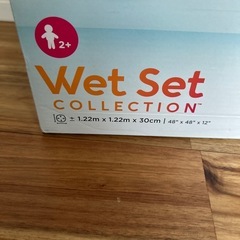 2+
Wet Set
COLLECTION™
± 1.22m x 1.22m x 30cm | 48" x 48" x 12"